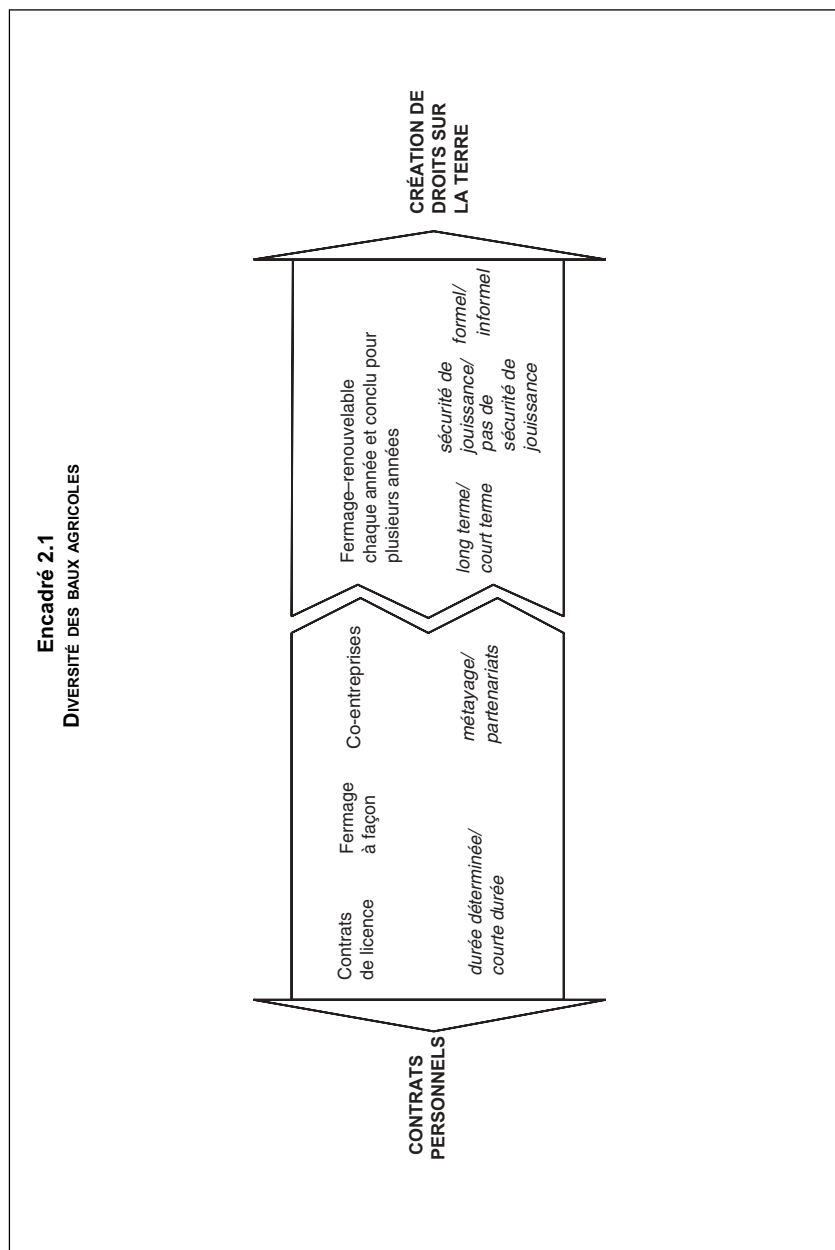 Encadré 2.1
DIVERSITÉ DES BAUX AGRICOLES
CONTRATS
PERSONNELS
Contrats
de licence
Fermage
à façon
Co-entreprises
durée déterminée/
courte durée
métayage/
partenariats
Fermage–renouvelable
chaque année et conclu pour
plusieurs années
long terme/
court terme
sécurité de
jouissance/
pas de
sécurité de
jouissance
formel/
informel
CRÉATION DE
DROITS SUR
LA TERRE